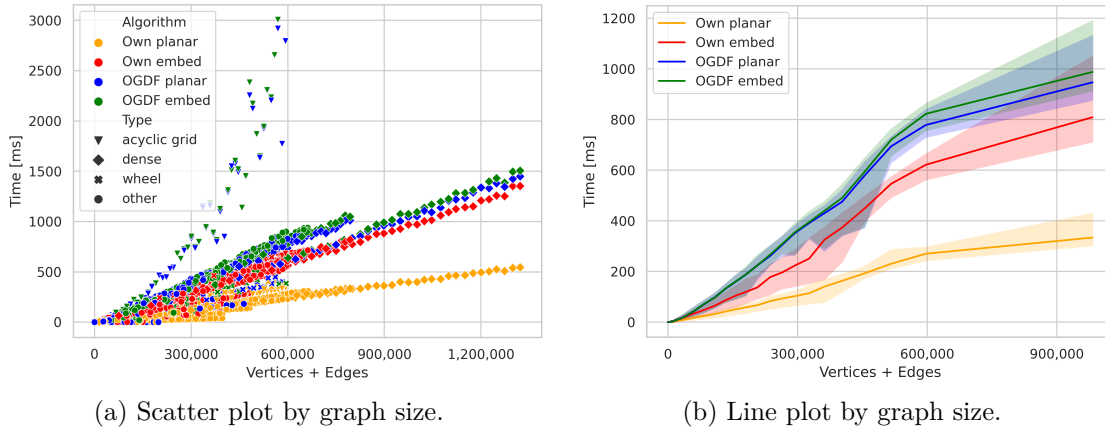 3000
2500
2000
1500
1000
500
0
Time [ms]
Algorithm
Own planar
Own embed
OGDF planar
OGDF embed
Type
acyclic grid
dense
wheel
other
0 300,000 600,000 900,000 1,200,000
Vertices + Edges
(a) Scatter plot by graph size.
1200
1000
800
600
400
200
0
Time [ms]
Own planar
Own embed
OGDF planar
OGDF embed
0 300,000 600,000 900,000
Vertices + Edges
(b) Line plot by graph size.